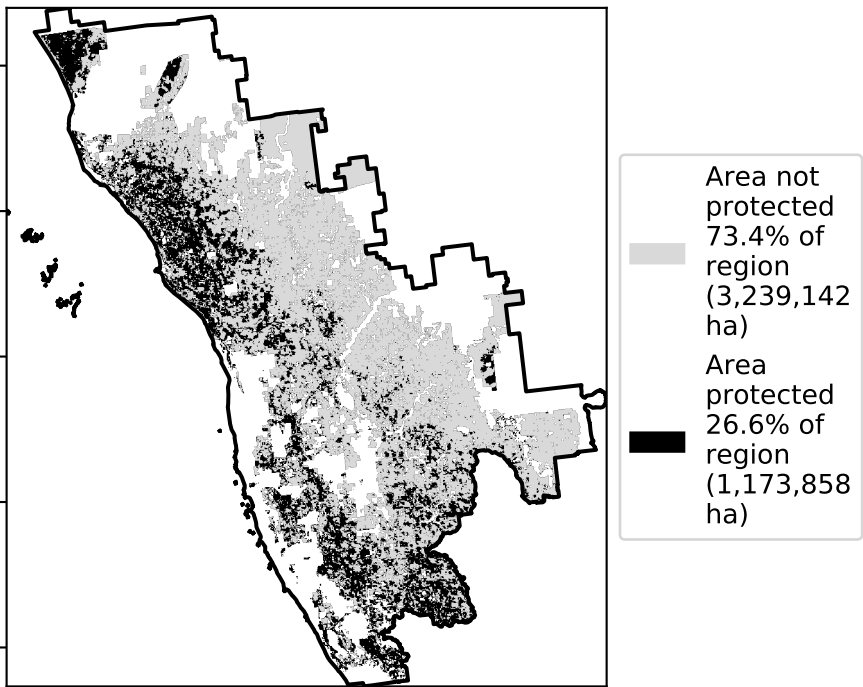 Area not
protected
73.4% of
region
(3,239,142
ha)
Area
protected
26.6% of
region
(1,173,858
ha)